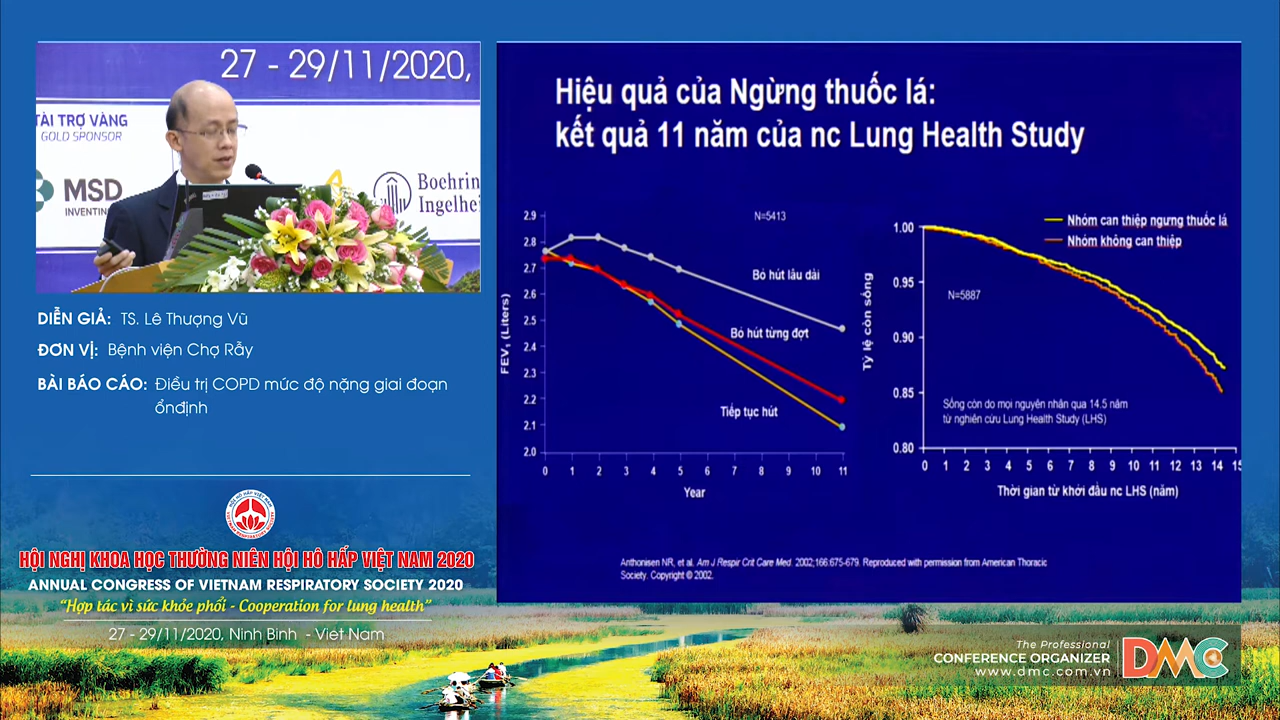 27 - 29/11/2020,
TÀI TRỢ VÀNG
GOLD SPONSOR
MSD
Boehrin
Ingelhei
DIỄN GIẢ: TS. Lê Thượng Vũ
ĐƠN VỊ: Bệnh viện Chợ Rẫy
BÀI BÁO CÁO: Điều trị COPD mức độ nặng giai đoạn
ổnđịnh
HỘI NGHỊ KHOA HỌC THƯỜNG NIÊN HỘI HÔ HẤP VIỆT NAM 2020
ANNUAL CONGRESS OF VIETNAM RESPIRATORY SOCIETY 2020
“Hợp tác vì sức khỏe phổi - Cooperation for lung health”
27 - 29/11/2020, Ninh Binh - Viet Nam
Hiệu quả của Ngừng thuốc lá:
kết quả 11 năm của nc Lung Health Study
N=5413
FEV₁ (Liters)
2.9
2.8
2.7
2.6
2.5
2.4
2.3
2.2
2.1
2.0
Bỏ hút lâu dài
Bỏ hút từng đợt
Tiếp tục hút
0 1 2 3 4 5 6 7 8 9 10 11
Year
Nhóm can thiệp ngưng thuốc lá
Nhóm không can thiệp
Tỷ lệ còn sống
1.00
0.95
0.90
0.85
0.80
N=5887
Sống còn do mọi nguyên nhân qua 14.5 năm
từ nghiên cứu Lung Health Study (LHS)
0 1 2 3 4 5 6 7 8 9 10 11 12 13 14 15
Thời gian từ khởi đầu nc LHS (năm)
Anthonisen NR, et al. Am J Respir Crit Care Med. 2002;166:675-679. Reproduced with permission from American Thoracic
Society. Copyright © 2002.
The Professional
CONFERENCE ORGANIZER
www.dmc.com.vn
DMC